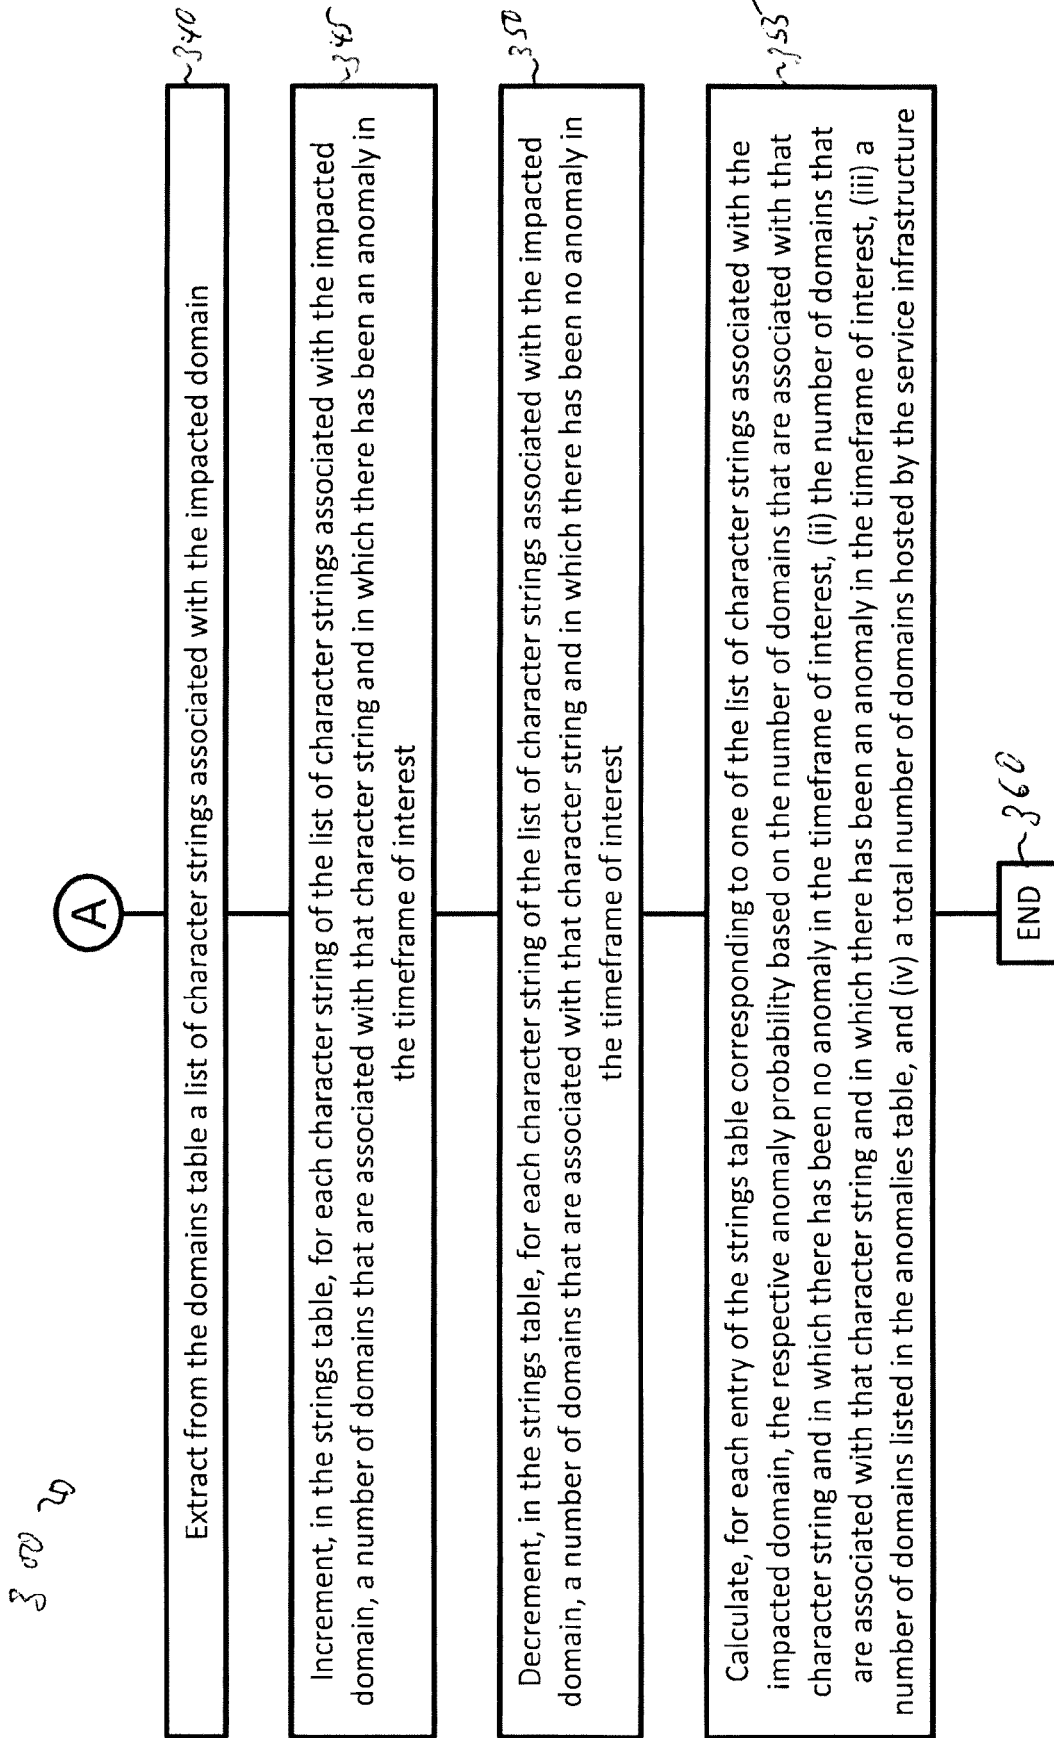 300
A
Extract from the domains table a list of character strings associated with the impacted domain
~340
Increment, in the strings table, for each character string of the list of character strings associated with the impacted
domain, a number of domains that are associated with that character string and in which there has been an anomaly in
the timeframe of interest
~345
Decrement, in the strings table, for each character string of the list of character strings associated with the impacted
domain, a number of domains that are associated with that character string and in which there has been no anomaly in
the timeframe of interest
~350
Calculate, for each entry of the strings table corresponding to one of the list of character strings associated with the
impacted domain, the respective anomaly probability based on the number of domains that are associated with that
character string and in which there has been no anomaly in the timeframe of interest, (ii) the number of domains that
are associated with that character string and in which there has been an anomaly in the timeframe of interest, (iii) a
number of domains listed in the anomalies table, and (iv) a total number of domains hosted by the service infrastructure
~355
END
~360